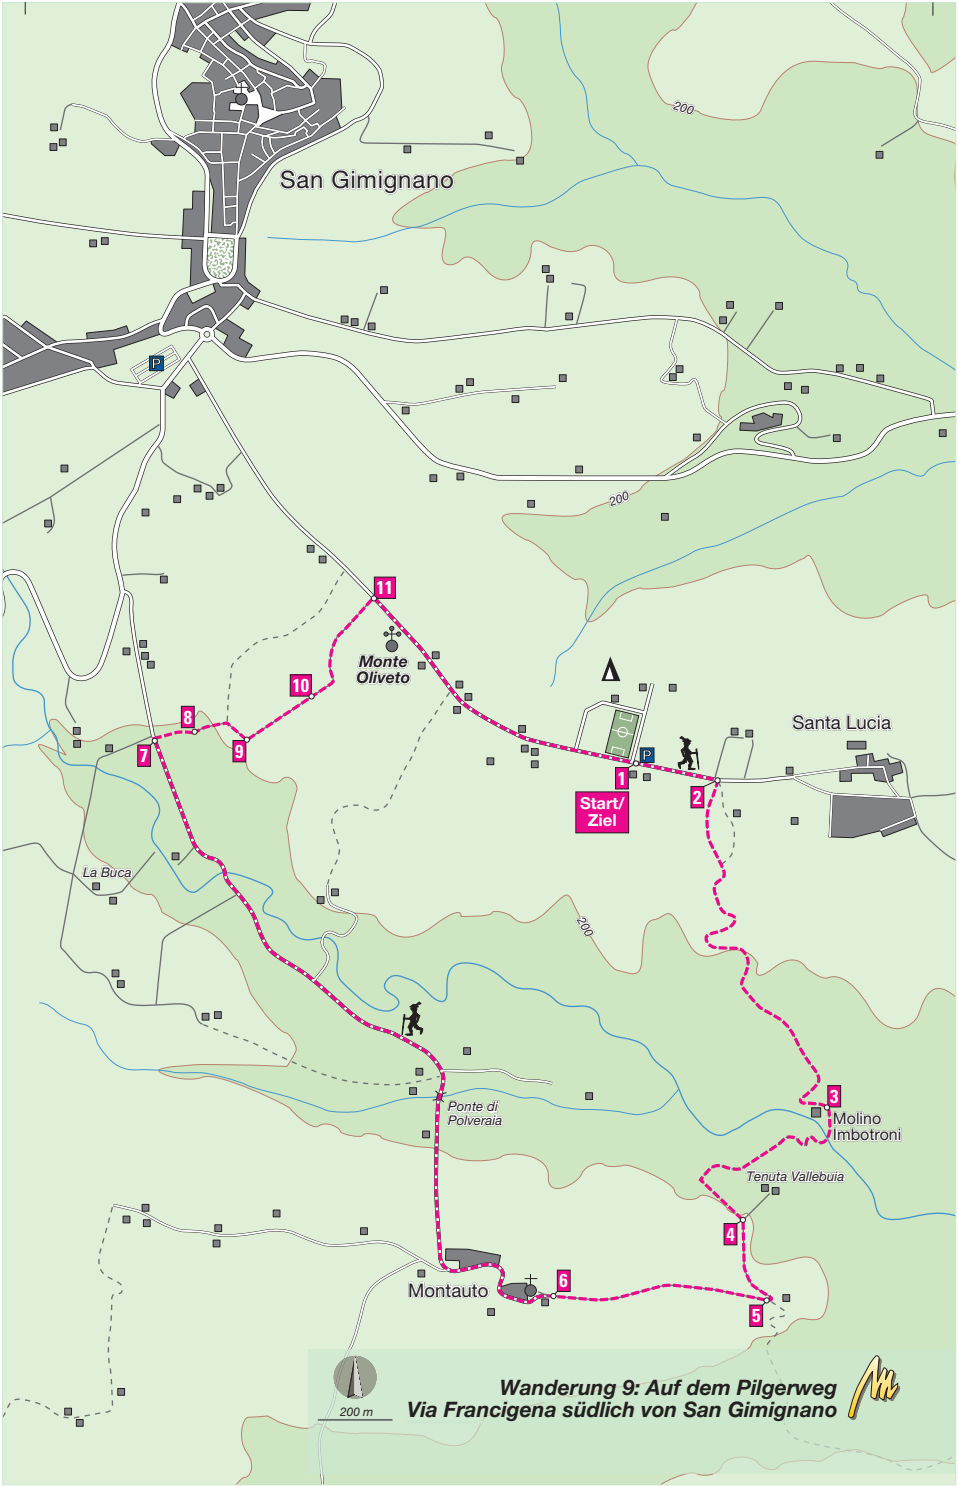 200
San Gimignano
P
200
11
Monte
Oliveto
10
8
9
7
Santa Lucia
P
1
2
Start/
Ziel
La Buca
200
3
Molino
Imbotroni
Ponte di
Polveraia
Tenuta Vallebuia
4
Montauto
6
5
200 m
Wanderung 9: Auf dem Pilgerweg
Via Francigena südlich von San Gimignano